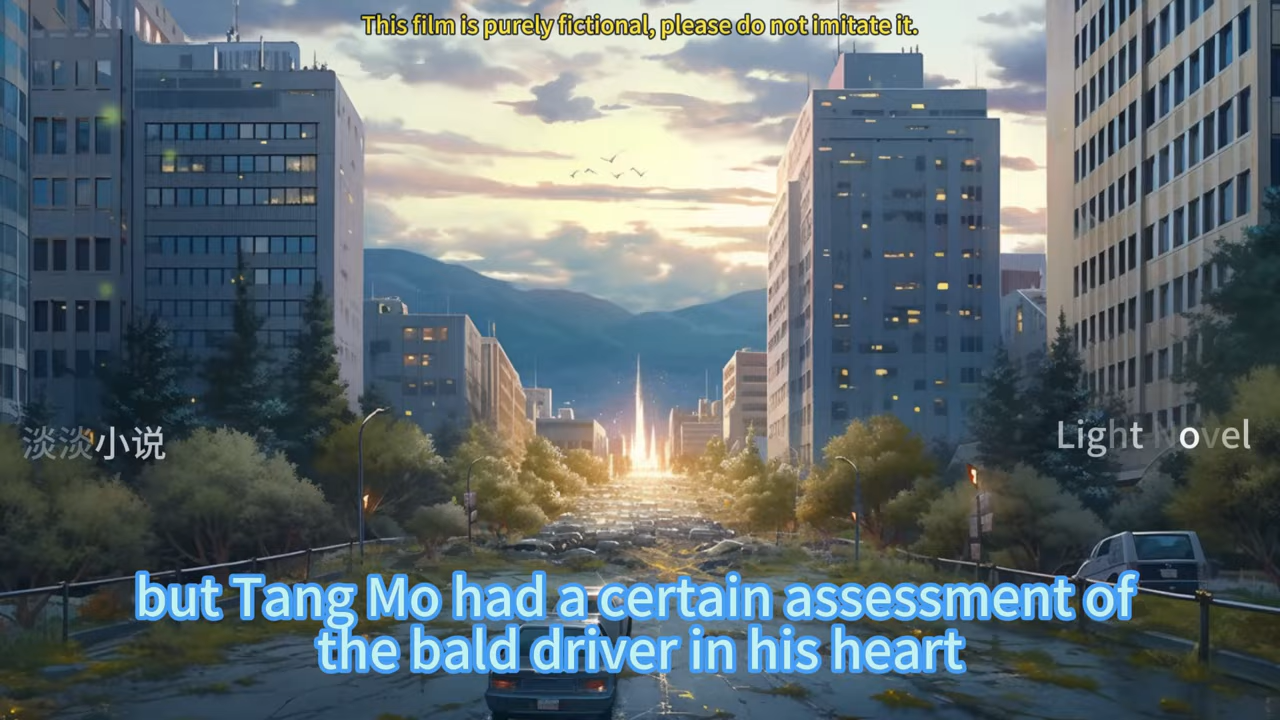 This film is purely fictional, please do not imitate it.
淡淡小说
Light Novel
but Tang Mo had a certain assessment of
the bald driver in his heart